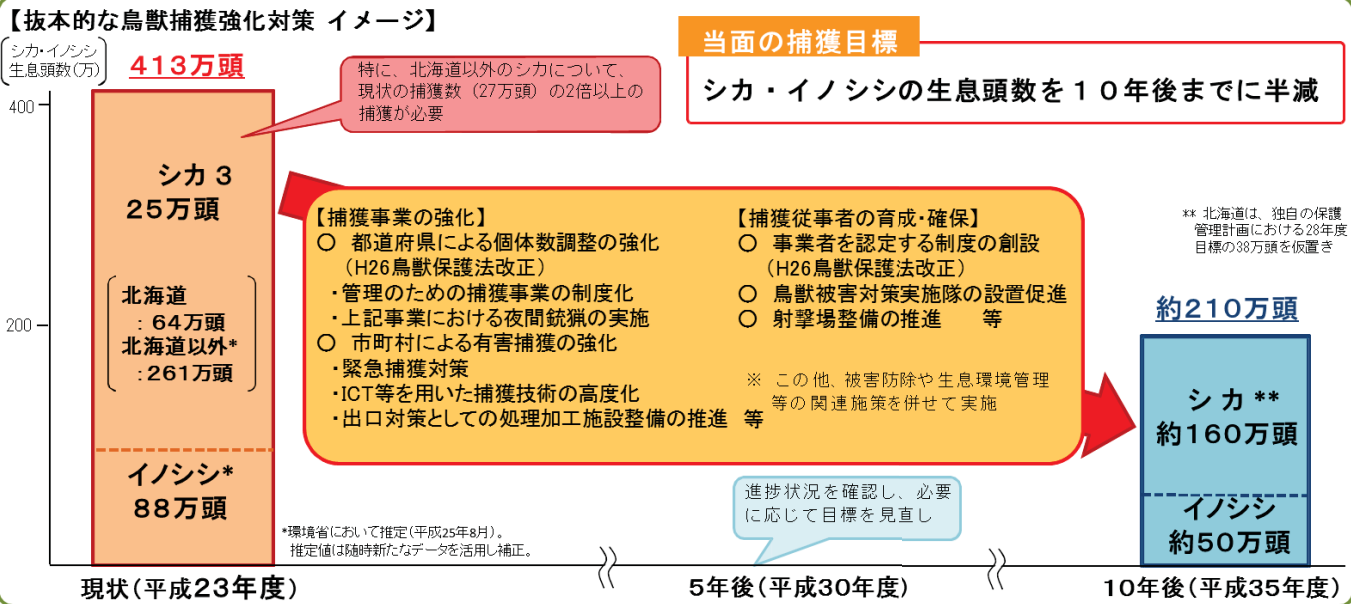 【抜本的な鳥獣捕獲強化対策 イメージ】
シカ・イノシシ
生息頭数(万)
413万頭
400
200
特に、北海道以外のシカについて、
現状の捕獲数（27万頭）の2倍以上の
捕獲が必要
当面の捕獲目標
シカ・イノシシの生息頭数を１０年後までに半減
シカ 3
25万頭
北海道
：64万頭
北海道以外*
：261万頭
イノシシ*
88万頭
【捕獲事業の強化】
○ 都道府県による個体数調整の強化
（H26鳥獣保護法改正）
・管理のための捕獲事業の制度化
・上記事業における夜間銃猟の実施
○ 市町村による有害捕獲の強化
・緊急捕獲対策
・ICT等を用いた捕獲技術の高度化
・出口対策としての処理加工施設整備の推進 等
【捕獲従事者の育成・確保】
○ 事業者を認定する制度の創設
（H26鳥獣保護法改正）
○ 鳥獣被害対策実施隊の設置促進
○ 射撃場整備の推進 等
※ この他、被害防除や生息環境管理
等の関連施策を併せて実施
** 北海道は、独自の保護
管理計画における28年度
目標の38万頭を仮置き
約210万頭
シカ**
約160万頭
イノシシ
約50万頭
進捗状況を確認し、必要
に応じて目標を見直し
*環境省において推定（平成25年8月）。
推定値は随時新たなデータを活用し補正。
現状（平成23年度）
5年後（平成30年度）
10年後（平成35年度）